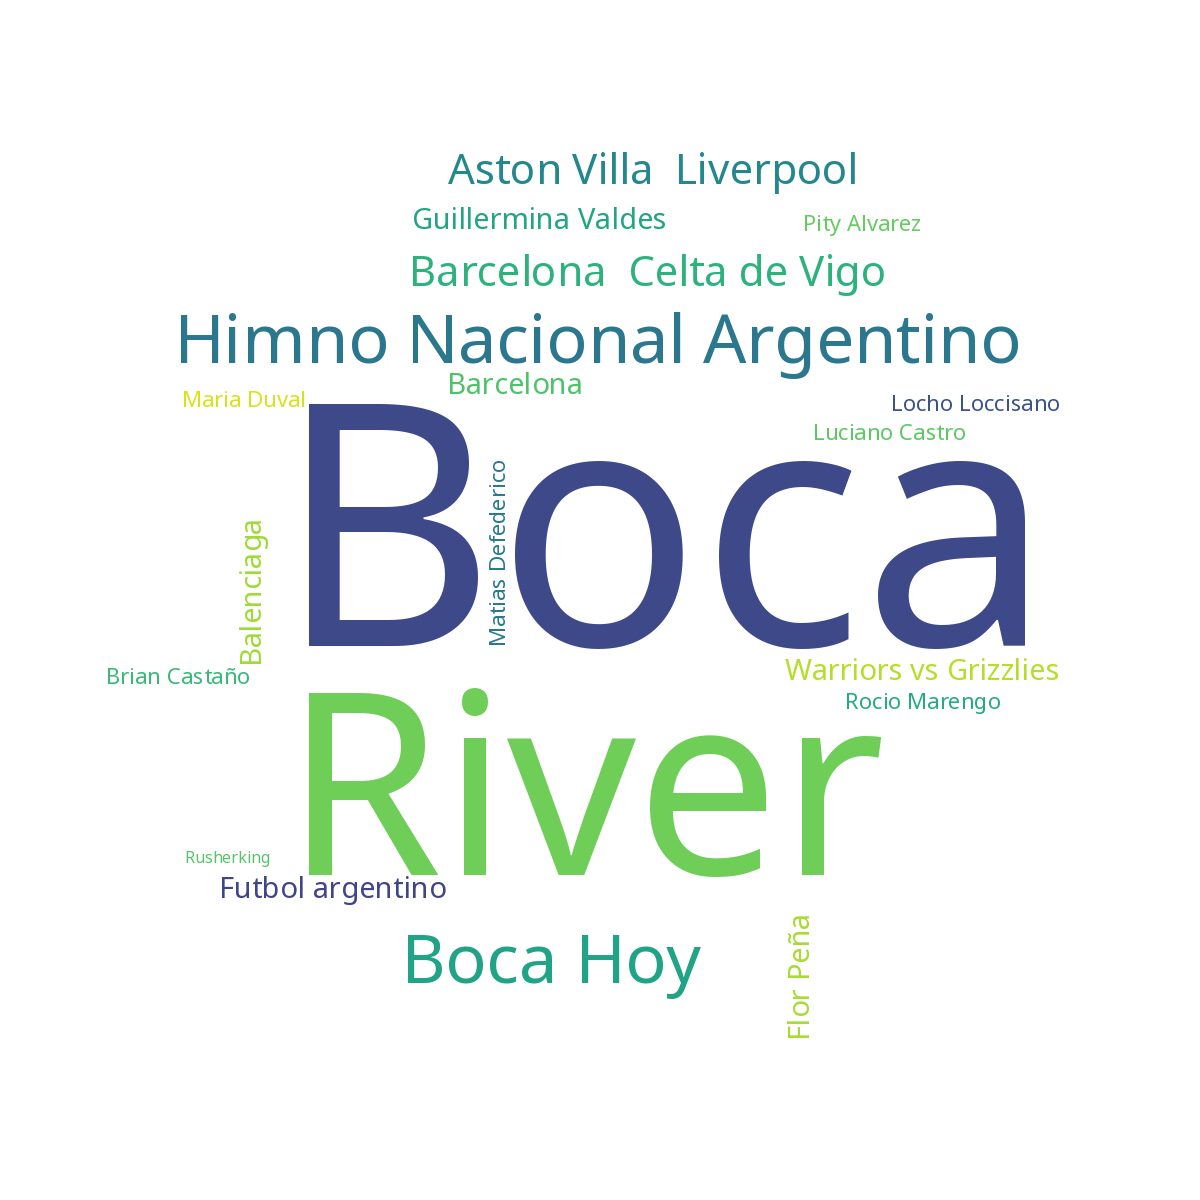 Aston Villa  Liverpool
Guillermina Valdes
Pity Alvarez
Barcelona  Celta de Vigo
Himno Nacional Argentino
Barcelona
Maria Duval
Locho Loccisano
Luciano Castro
Boca
Matias Defederico
Balenciaga
Brian Castaño
Warriors vs Grizzlies
Rocio Marengo
River
Rusherking
Futbol argentino
Boca Hoy
Flor Peña